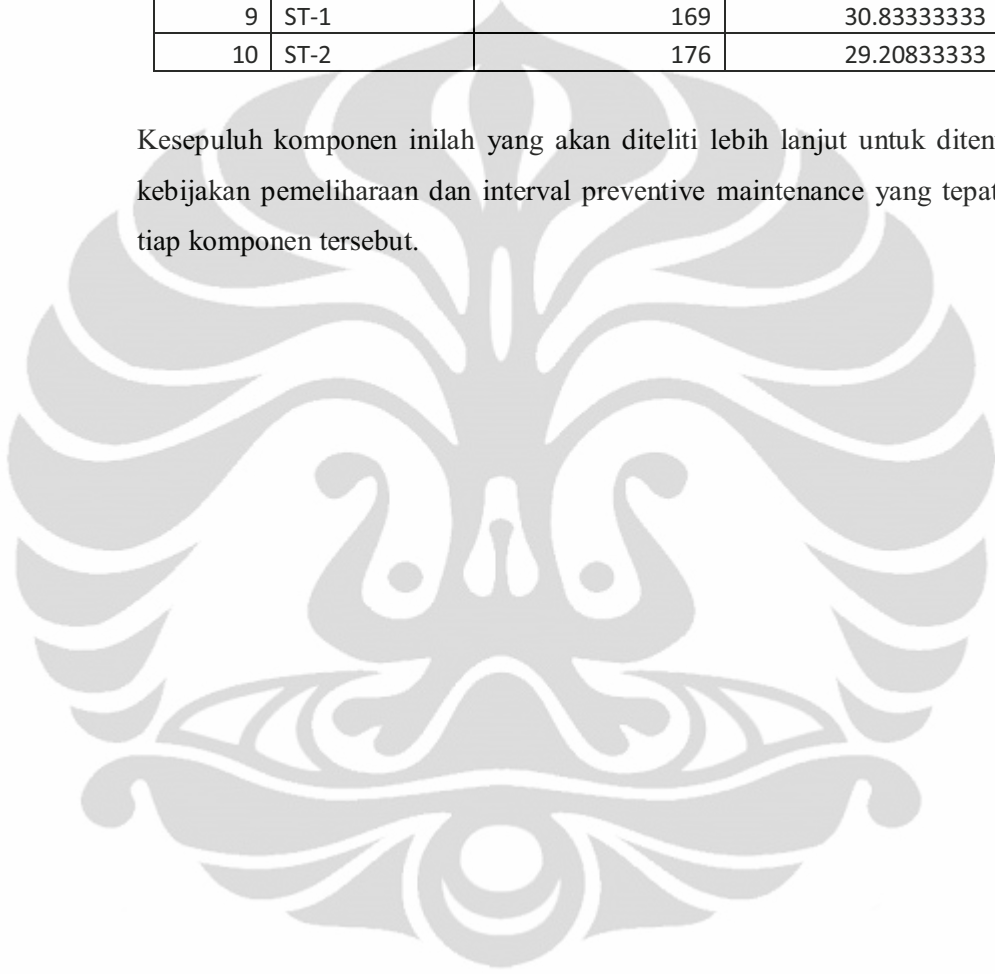 9 ST-1 169 30.83333333
10 ST-2 176 29.20833333
Kesepuluh komponen inilah yang akan diteliti lebih lanjut untuk diten
kebijakan pemeliharaan dan interval preventive maintenance yang tepat
tiap komponen tersebut.